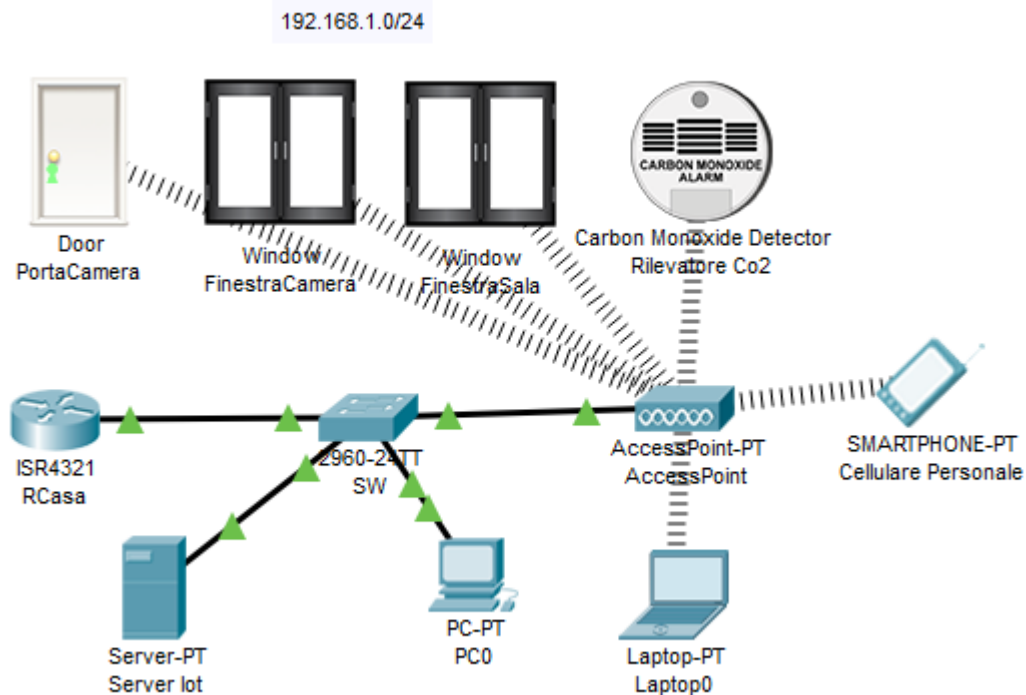 192.168.1.0/24
CARBON MONOXIDE
ALARM
Door
PortaCamera
Window
FinestraCamera
Window
FinestraSala
Carbon Monoxide Detector
Rilevatore Co2
ISR4321
RCasa
2960-24TT
SW
AccessPoint-PT
AccessPoint
SMARTPHONE-PT
Cellulare Personale
Server-PT
Server Iot
PC-PT
PC0
Laptop-PT
Laptop0